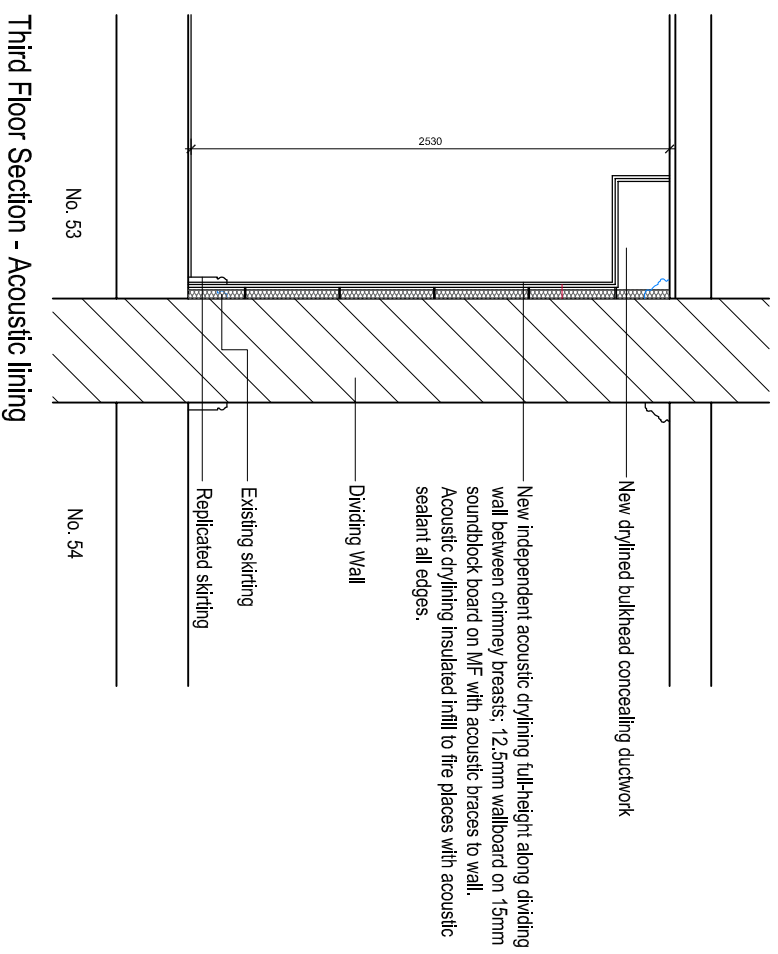 2530
New drylined bulkhead concealing ductwork
New independent acoustic drylining full-height along dividing
wall between chimney breasts; 12.5mm wallboard on 15mm
soundblock board on MF with acoustic braces to wall.
Acoustic drylining insulated infill to fire places with acoustic
sealant all edges.
Dividing Wall
Existing skirting
Replicated skirting
No. 53
No. 54
Third Floor Section - Acoustic lining